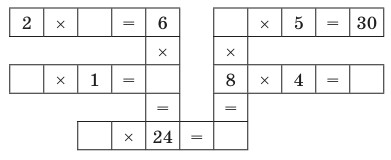 2 × = 6 × 5 = 30
× ×
× 1 = 8 × 4 =
= =
× 24 =